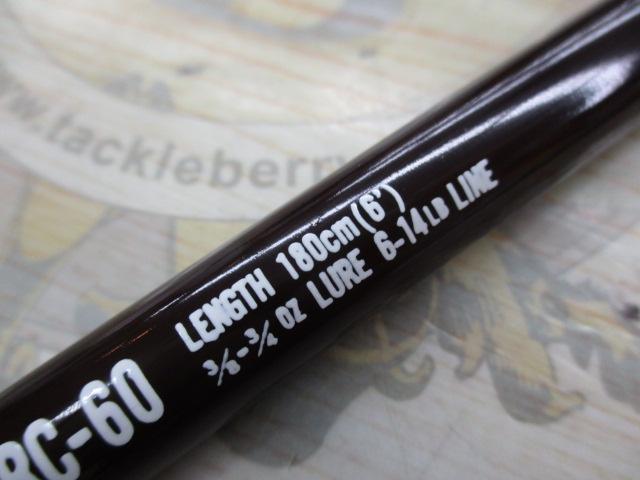 www.tackleberry
LENGTH 180cm(6')
3/8-3/4 OZ LURE 6-14LB LINE
RC-60